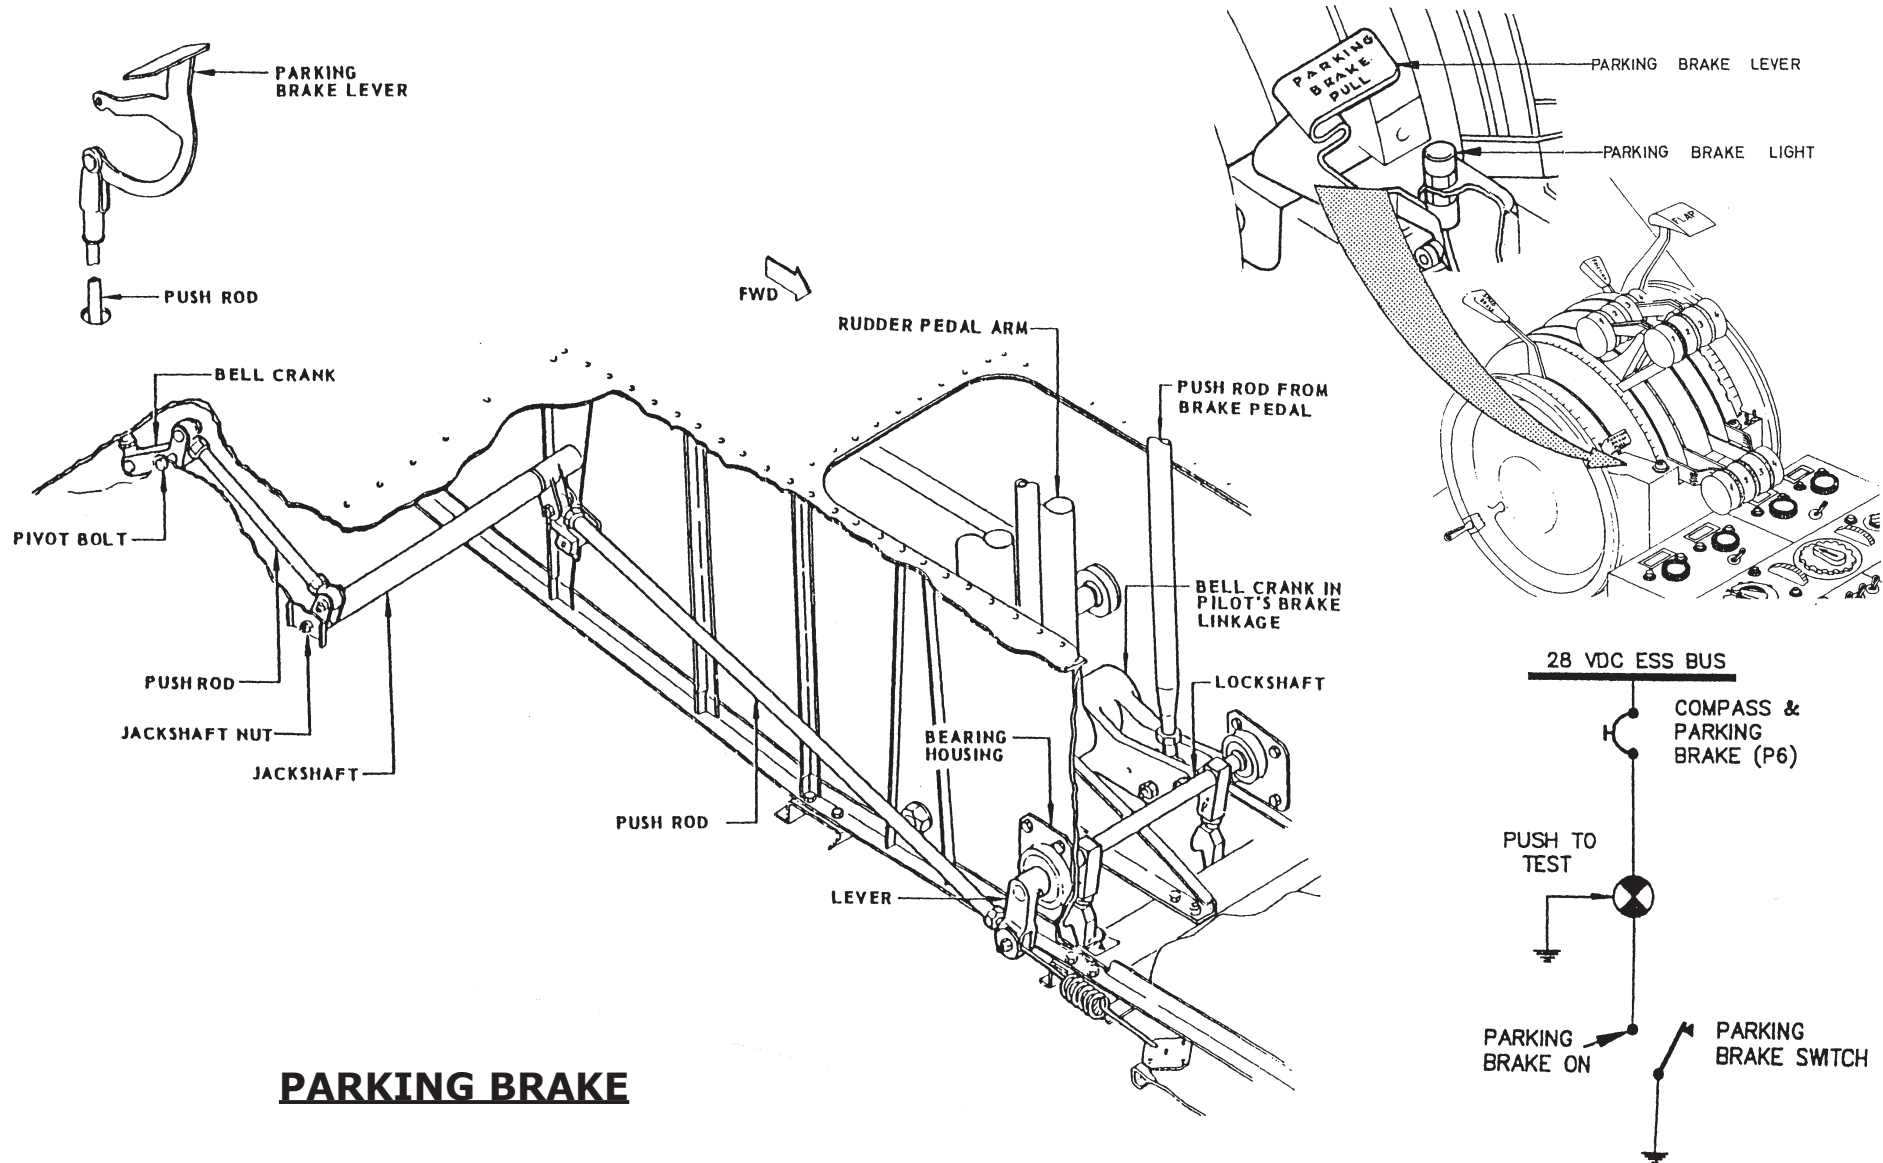 PARKING
BRAKE LEVER
PUSH ROD
BELL CRANK
PIVOT BOLT
PUSH ROD
JACKSHAFT NUT
JACKSHAFT
FWD
RUDDER PEDAL ARM
PUSH ROD FROM
BRAKE PEDAL
BELL CRANK IN
PILOT'S BRAKE
LINKAGE
LOCKSHAFT
BEARING
HOUSING
PUSH ROD
LEVER
PARKING
BRAKE
PULL
PARKING BRAKE LEVER
PARKING BRAKE LIGHT
FLAP
28 VDC ESS BUS
COMPASS &
PARKING
BRAKE (P6)
PUSH TO
TEST
PARKING
BRAKE ON
PARKING
BRAKE SWITCH
PARKING BRAKE